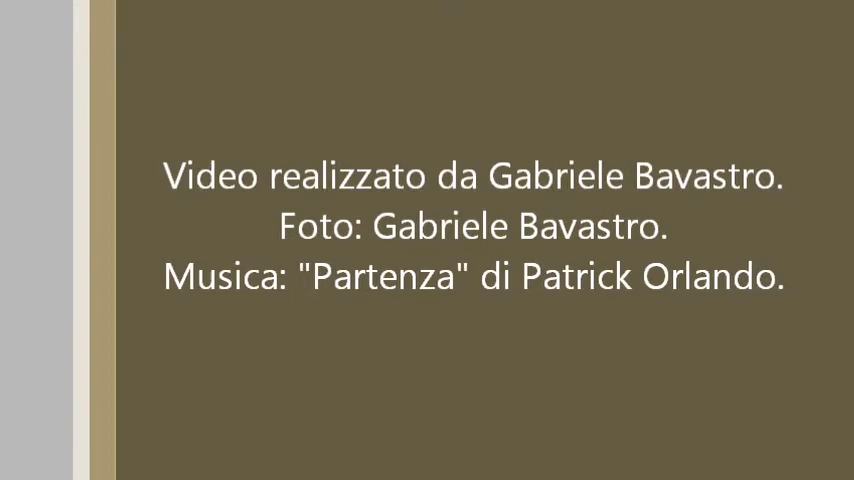 Video realizzato da Gabriele Bavastro.
Foto: Gabriele Bavastro.
Musica: "Partenza" di Patrick Orlando.